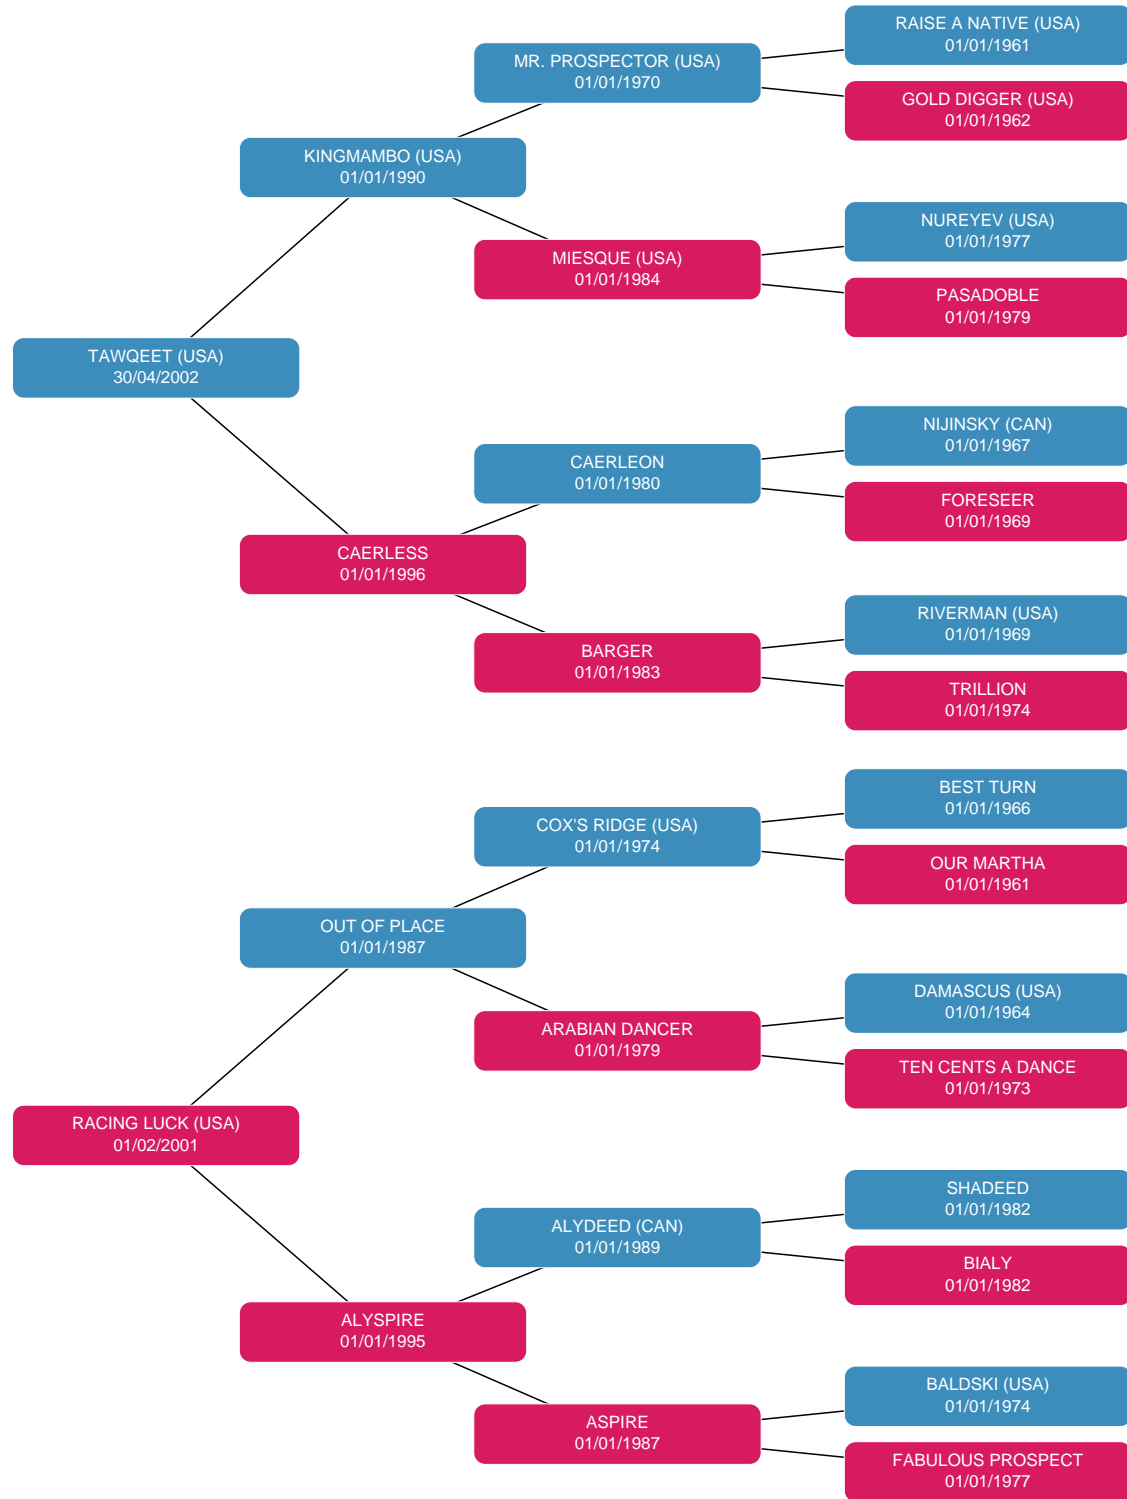 RAISE A NATIVE (USA)
01/01/1961
MR. PROSPECTOR (USA)
01/01/1970
GOLD DIGGER (USA)
01/01/1962
KINGMAMBO (USA)
01/01/1990
NUREYEV (USA)
01/01/1977
MIESQUE (USA)
01/01/1984
PASADOBLE
01/01/1979
TAWQEET (USA)
30/04/2002
NIJINSKY (CAN)
01/01/1967
CAERLEON
01/01/1980
FORESEER
01/01/1969
CAERLESS
01/01/1996
RIVERMAN (USA)
01/01/1969
BARGER
01/01/1983
TRILLION
01/01/1974
BEST TURN
01/01/1966
COX'S RIDGE (USA)
01/01/1974
OUR MARTHA
01/01/1961
OUT OF PLACE
01/01/1987
DAMASCUS (USA)
01/01/1964
ARABIAN DANCER
01/01/1979
TEN CENTS A DANCE
01/01/1973
RACING LUCK (USA)
01/02/2001
SHADEED
01/01/1982
ALYDEED (CAN)
01/01/1989
BIALY
01/01/1982
ALYSPIRE
01/01/1995
BALDSKI (USA)
01/01/1974
ASPIRE
01/01/1987
FABULOUS PROSPECT
01/01/1977